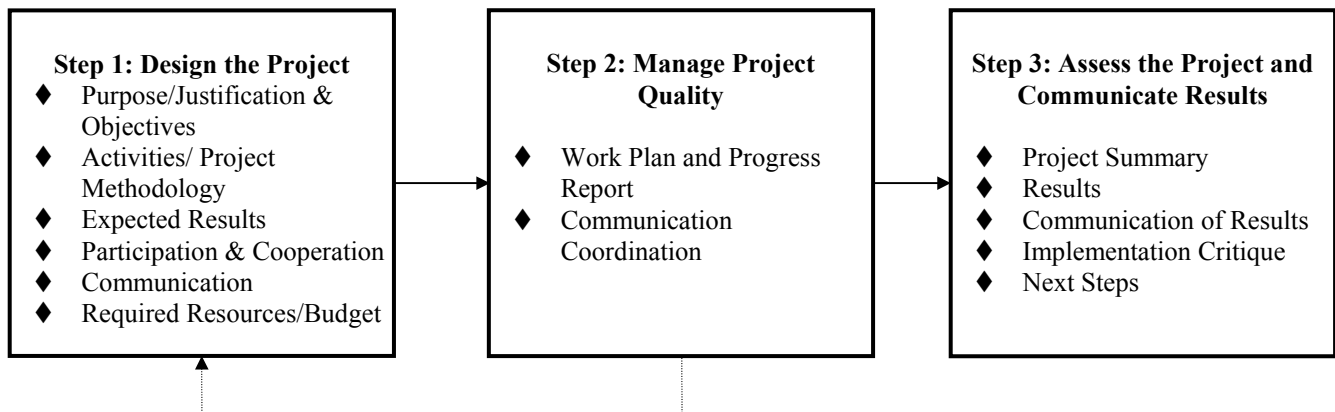 Step 1: Design the Project
♦ Purpose/Justification &
Objectives
♦ Activities/ Project
Methodology
♦ Expected Results
♦ Participation & Cooperation
♦ Communication
♦ Required Resources/Budget
Step 2: Manage Project
Quality
♦ Work Plan and Progress
Report
♦ Communication
Coordination
Step 3: Assess the Project and
Communicate Results
♦ Project Summary
♦ Results
♦ Communication of Results
♦ Implementation Critique
♦ Next Steps